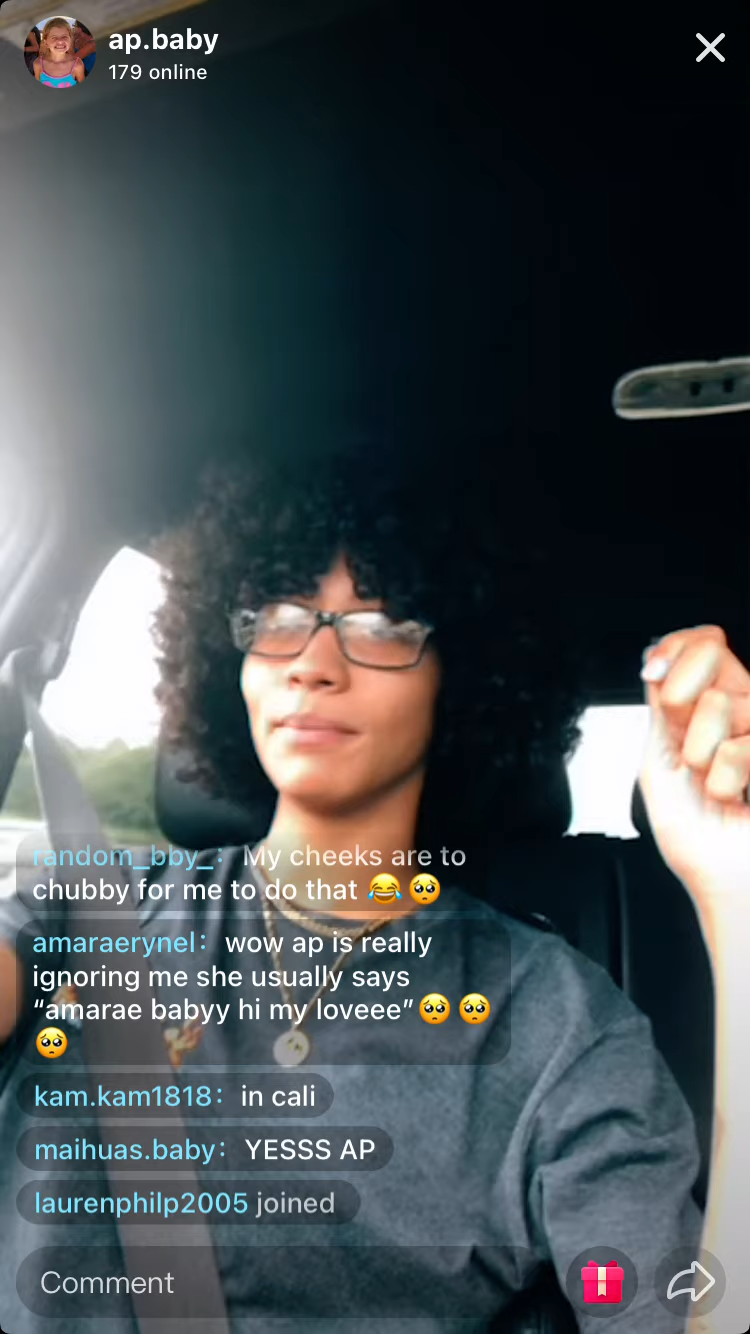 ap.baby
179 online
random_bby_: My cheeks are to
chubby for me to do that 😂🥺
amaraerynel: wow ap is really
ignoring me she usually says
“amarae babyy hi my loveee”🥺🥺
🥺
kam.kam1818: in cali
maihuas.baby: YESSS AP
laurenphilp2005 joined
Comment